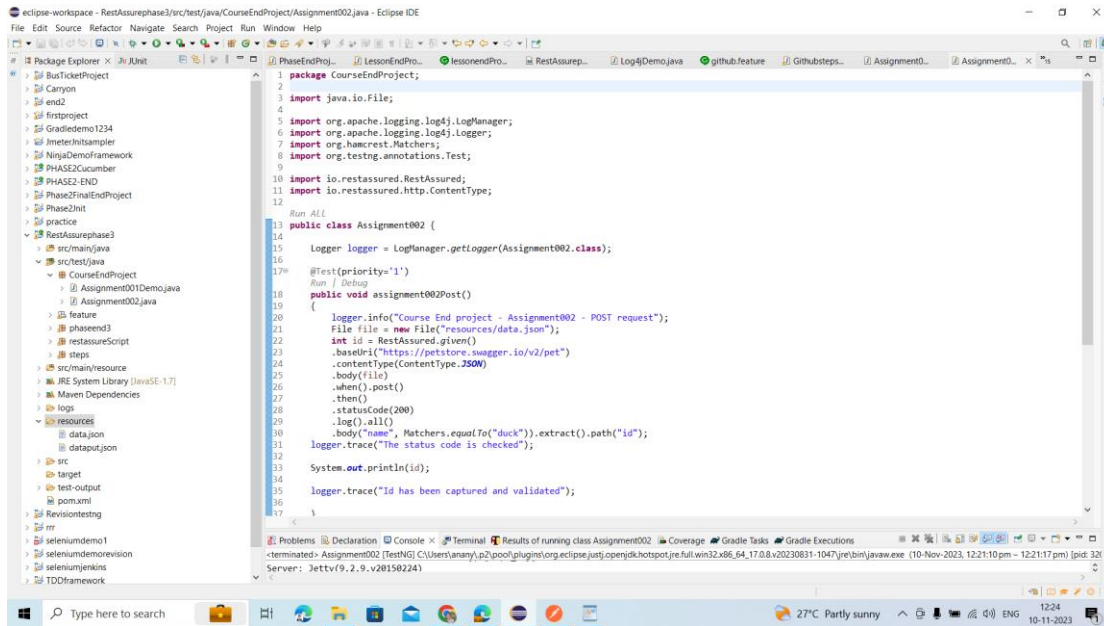 eclipse-workspace - RestAssurephase3/src/test/java/CourseEndProject/Assignment002.java - Eclipse IDE
File Edit Source Refactor Navigate Search Project Run Window Help
Package Explorer × JUnit
PhaseEndProj...
LessonEndPro...
lessonendPro...
RestAssurep...
Log4jDemo.java
github.feature
Githubsteps...
Assignment0...
Assignment0... ×
BusTicketProject
Carryon
end2
firstproject
Gradledemo1234
JmeterJnitsampler
NinjaDemoFramework
PHASE2Cucumber
PHASE2-END
Phase2FinalEndProject
Phase2Jnit
practice
RestAssurephase3
src/main/java
src/test/java
CourseEndProject
Assignment001Demo.java
Assignment002.java
feature
phaseend3
restassureScript
steps
src/main/resource
JRE System Library [JavaSE-1.7]
Maven Dependencies
logs
resources
data.json
dataput.json
src
target
test-output
pom.xml
Revisiontestng
rrr
seleniumdemo1
seleniumdemorevision
seleniumjenkins
TDDframework
1 package CourseEndProject;
2
3 import java.io.File;
4
5 import org.apache.logging.log4j.LogManager;
6 import org.apache.logging.log4j.Logger;
7 import org.hamcrest.Matchers;
8 import org.testng.annotations.Test;
9
10 import io.restassured.RestAssured;
11 import io.restassured.http.ContentType;
12
Run ALL
13 public class Assignment002 {
14
15 Logger logger = LogManager.getLogger(Assignment002.class);
16
17 @Test(priority='1')
Run | Debug
18 public void assignment002Post()
19 {
20 logger.info("Course End project - Assignment002 - POST request");
21 File file = new File("resources/data.json");
22 int id = RestAssured.given()
23 .baseUri("https://petstore.swagger.io/v2/pet")
24 .contentType(ContentType.JSON)
25 .body(file)
26 .when().post()
27 .then()
28 .statusCode(200)
29 .log().all()
30 .body("name", Matchers.equalTo("duck")).extract().path("id");
31 logger.trace("The status code is checked");
32
33 System.out.println(id);
34
35 logger.trace("Id has been captured and validated");
36
37 }
Problems Declaration Console × Terminal Results of running class Assignment002 Coverage Gradle Tasks Gradle Executions
<terminated> Assignment002 [TestNG] C:\Users\anany\.p2\pool\plugins\org.eclipse.justj.openjdk.hotspot.jre.full.win32.x86_64_17.0.8.v20230831-1047\jre\bin\javaw.exe (10-Nov-2023, 12:21:10 pm – 12:21:17 pm) [pid:
Server: Jetty(9.2.9.v20150224)
Type here to search
27°C Partly sunny
ENG
12:24
10-11-2023